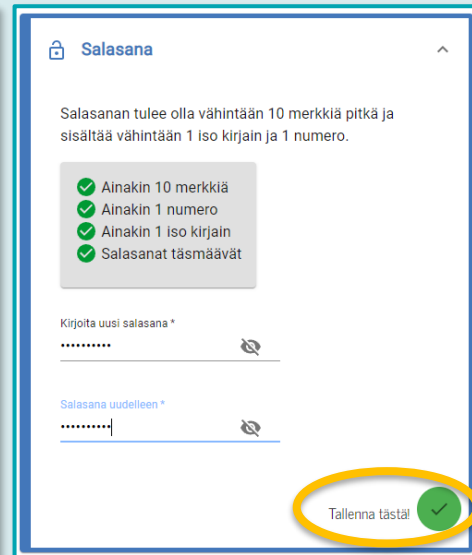 Salasana
Salasanan tulee olla vähintään 10 merkkiä pitkä ja
sisältää vähintään 1 iso kirjain ja 1 numero.
Ainakin 10 merkkiä
Ainakin 1 numero
Ainakin 1 iso kirjain
Salasanat täsmäävät
Kirjoita uusi salasana *
••••••••••
Salasana uudelleen *
••••••••••
Tallenna tästä!